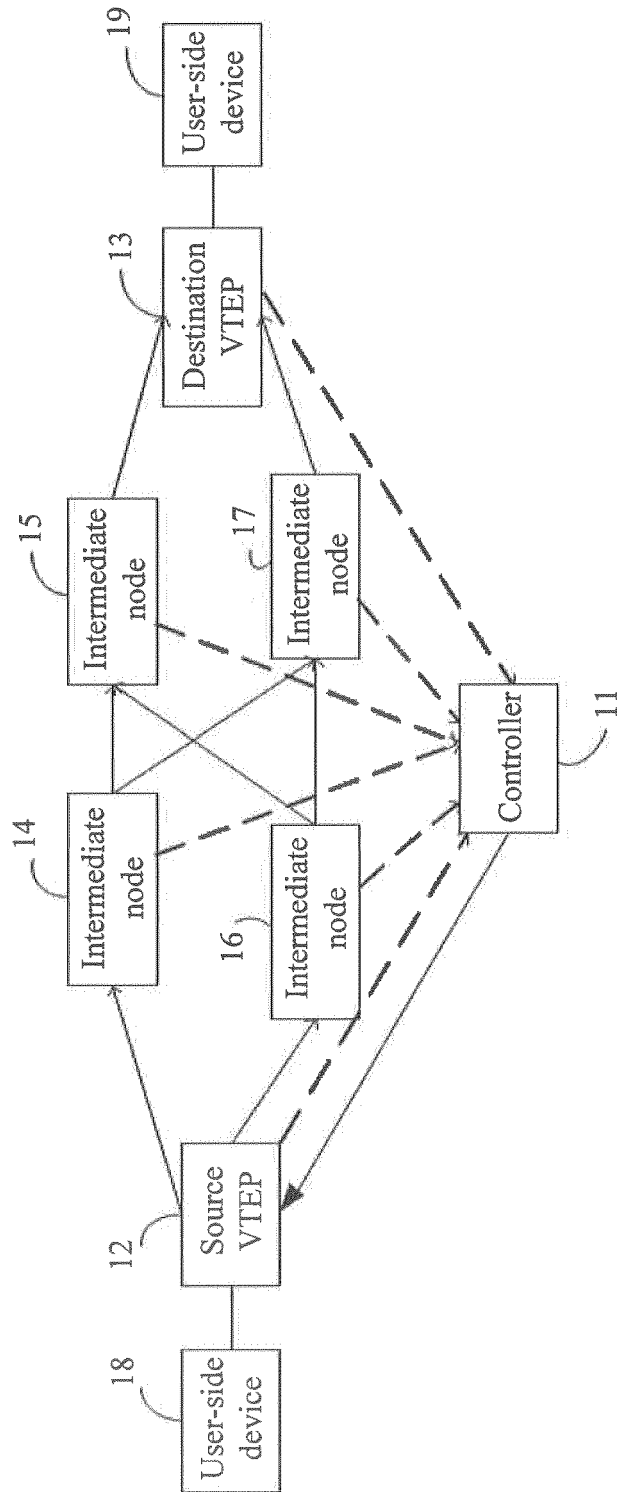 18
User-side
device
12
Source
VTEP
14
Intermediate
node
16
Intermediate
node
15
Intermediate
node
17
Intermediate
node
13
Destination
VTEP
19
User-side
device
Controller
11